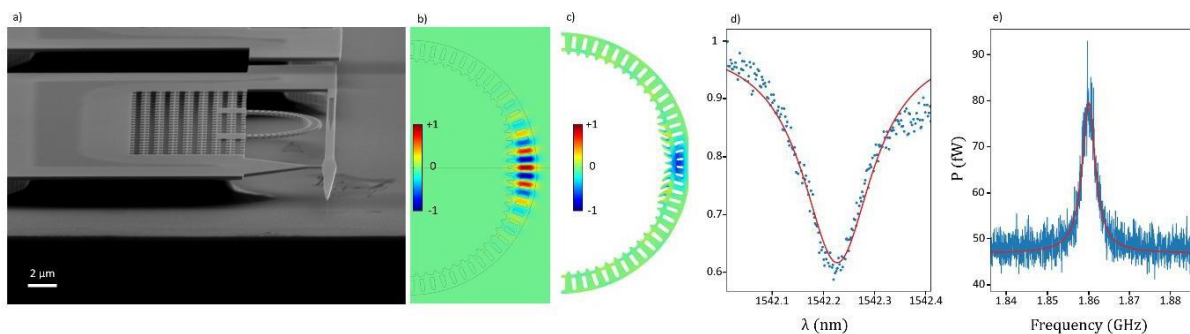 a)
b)
c)
d)
e)
2 μm
+1
0
-1
+1
0
-1
1
0.9
0.8
0.7
0.6
1542.1 1542.2 1542.3 1542.4
λ (nm)
P (fW)
90
80
70
60
50
40
1.84 1.85 1.86 1.87 1.88
Frequency (GHz)